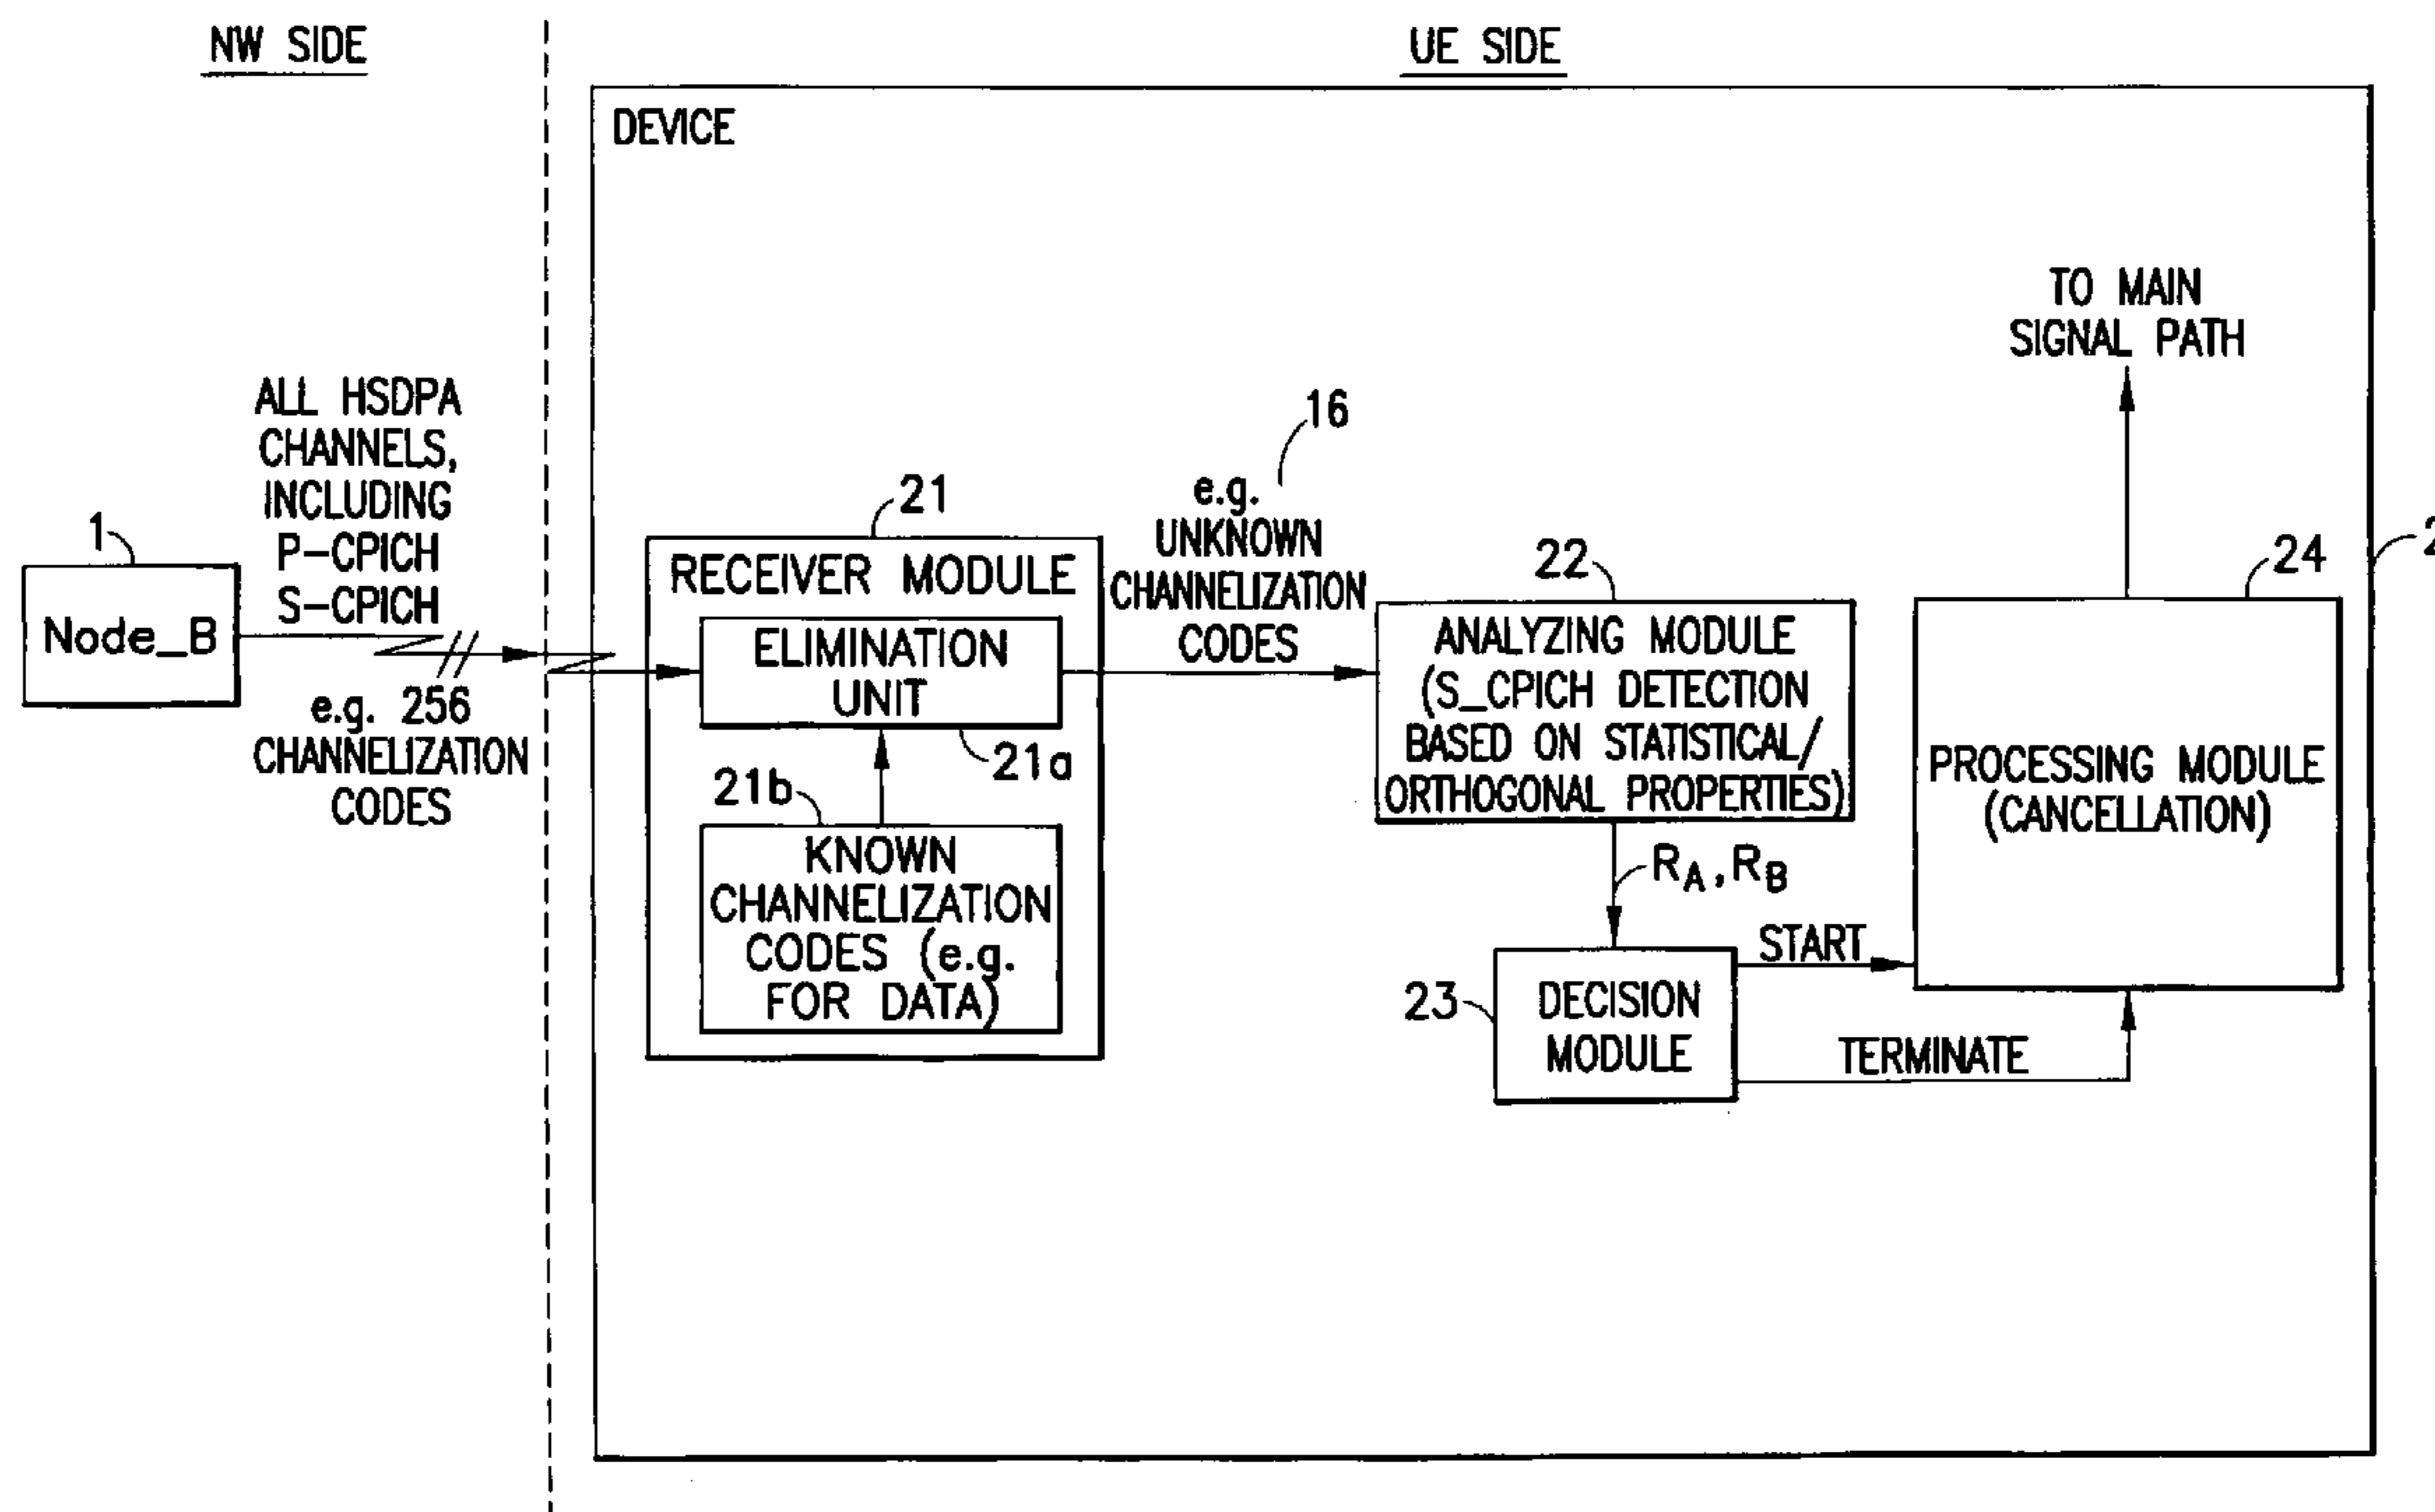 NW SIDE
UE SIDE
DEVICE
TO MAIN
SIGNAL PATH
ALL HSDPA
CHANNELS,
INCLUDING
P-CPICH
S-CPICH
1
Node_B
e.g. 256
CHANNELIZATION
CODES
21
RECEIVER MODULE
ELIMINATION
UNIT
21a
21b
KNOWN
CHANNELIZATION
CODES (e.g.
FOR DATA)
16
e.g.
UNKNOWN
CHANNELIZATION
CODES
22
ANALYZING MODULE
(S_CPICH DETECTION
BASED ON STATISTICAL/
ORTHOGONAL PROPERTIES)
RA, RB
23
DECISION
MODULE
START
TERMINATE
24
PROCESSING MODULE
(CANCELLATION)
2